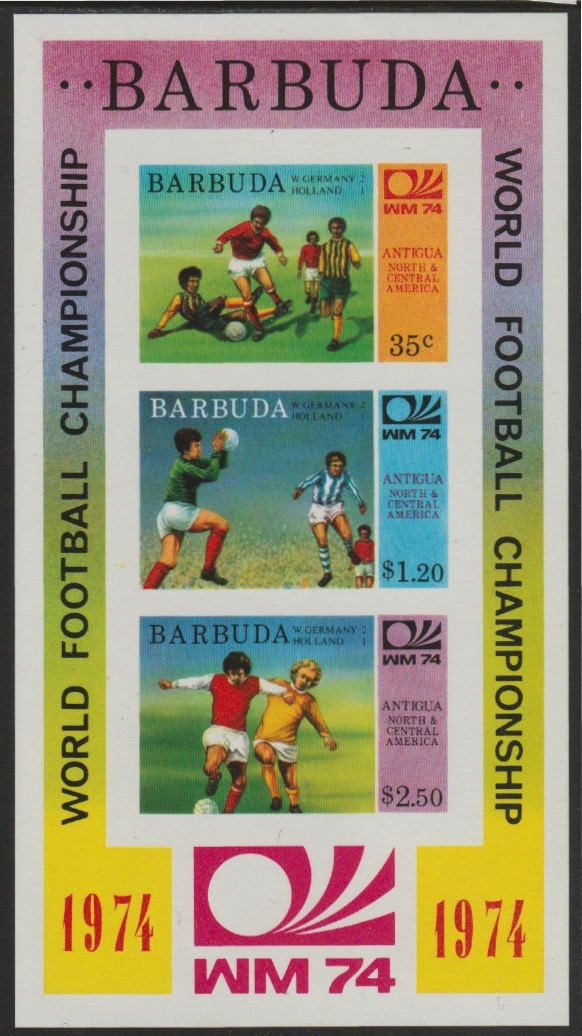 ··BARBUDA··
WORLD FOOTBALL CHAMPIONSHIP
WORLD FOOTBALL CHAMPIONSHIP
BARBUDA W. GERMANY 2
HOLLAND 1
WM 74
ANTIGUA
NORTH &
CENTRAL
AMERICA
35c
BARBUDA W. GERMANY 2
HOLLAND 1
WM 74
ANTIGUA
NORTH &
CENTRAL
AMERICA
$1.20
BARBUDA W. GERMANY 2
HOLLAND 1
WM 74
ANTIGUA
NORTH &
CENTRAL
AMERICA
$2.50
1974
WM 74
1974